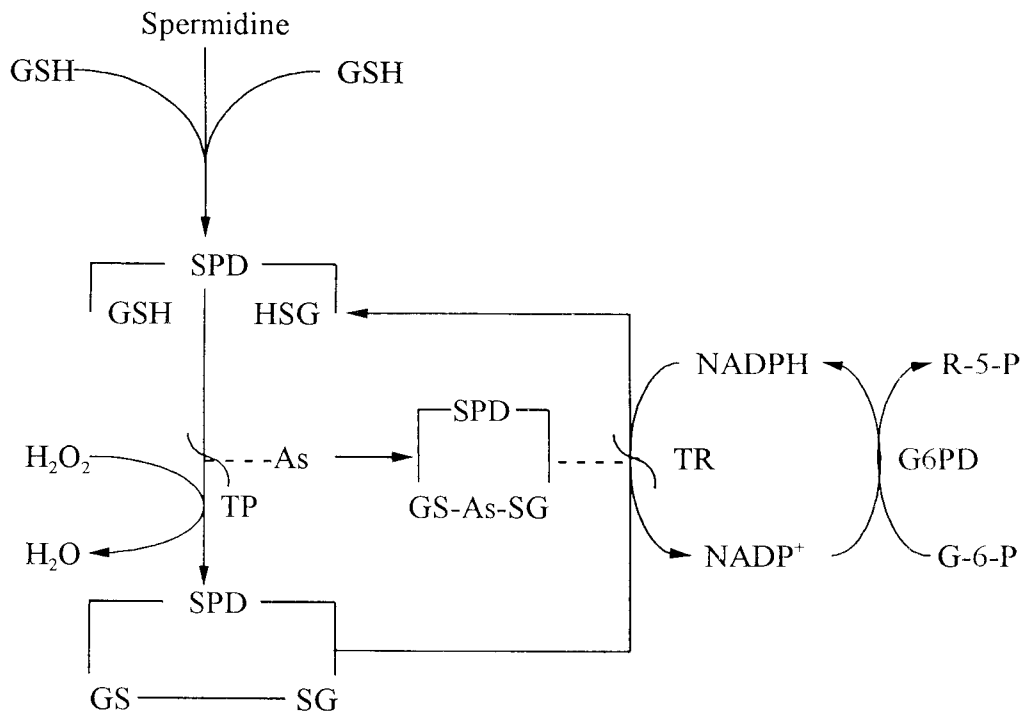 Spermidine
GSH GSH
SPD
GSH HSG
NADPH R-5-P
SPD
H₂O₂ As TR G6PD
TP GS-As-SG
H₂O NADP⁺ G-6-P
SPD
GS SG